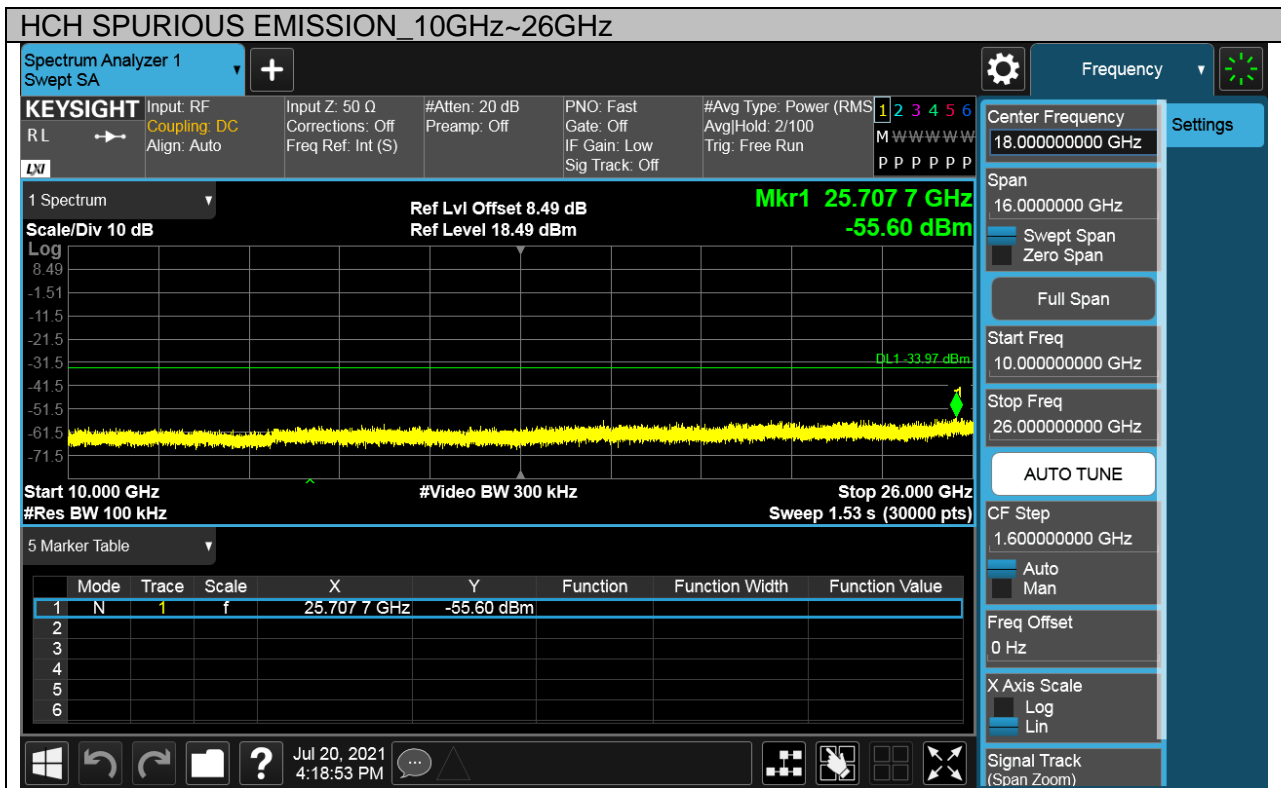 HCH SPURIOUS EMISSION_10GHz~26GHz
Spectrum Analyzer 1
Swept SA
Frequency
KEYSIGHT
RL
LXI
Input: RF
Coupling: DC
Align: Auto
Input Z: 50 Ω
Corrections: Off
Freq Ref: Int (S)
#Atten: 20 dB
Preamp: Off
PNO: Fast
Gate: Off
IF Gain: Low
Sig Track: Off
#Avg Type: Power (RMS
Avg|Hold: 2/100
Trig: Free Run
1 2 3 4 5 6
M W W W W W
P P P P P P
1 Spectrum
Scale/Div 10 dB
Ref Lvl Offset 8.49 dB
Ref Level 18.49 dBm
Mkr1 25.707 7 GHz
-55.60 dBm
Log
8.49
-1.51
-11.5
-21.5
-31.5
-41.5
-51.5
-61.5
-71.5
DL1 -33.97 dBm
1
Start 10.000 GHz
#Res BW 100 kHz
#Video BW 300 kHz
Stop 26.000 GHz
Sweep 1.53 s (30000 pts)
5 Marker Table
Mode Trace Scale X Y Function Function Width Function Value
1 N 1 f 25.707 7 GHz -55.60 dBm
2
3
4
5
6
Jul 20, 2021
4:18:53 PM
Center Frequency
18.000000000 GHz
Settings
Span
16.0000000 GHz
Swept Span
Zero Span
Full Span
Start Freq
10.000000000 GHz
Stop Freq
26.000000000 GHz
AUTO TUNE
CF Step
1.600000000 GHz
Auto
Man
Freq Offset
0 Hz
X Axis Scale
Log
Lin
Signal Track
(Span Zoom)